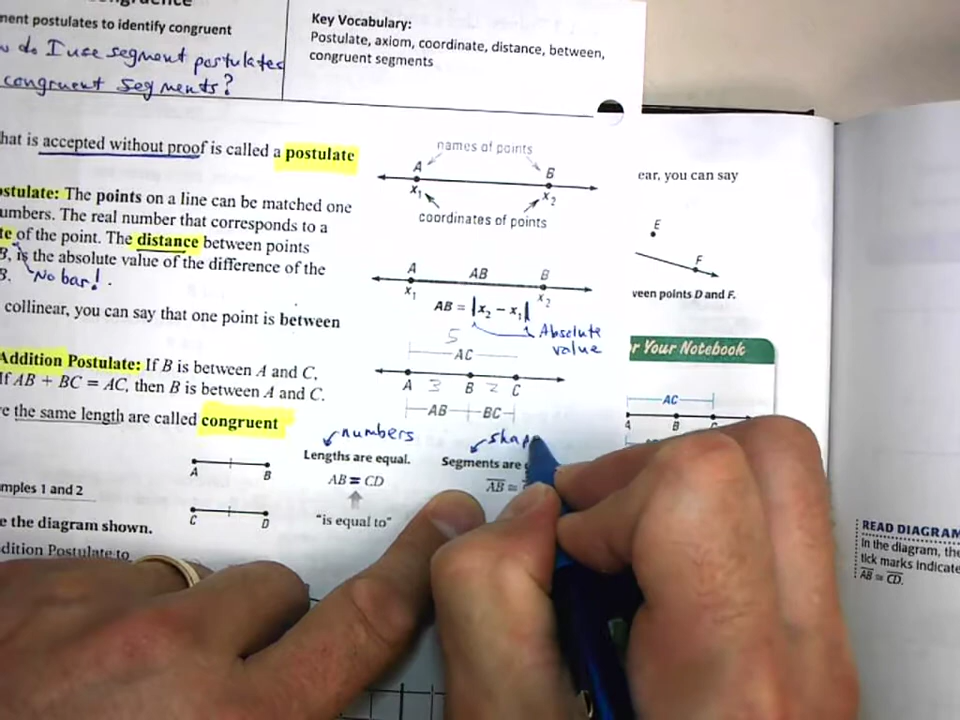 ment postulates to identify congruent
do I use segment postulates
congruent segments?
Key Vocabulary:
Postulate, axiom, coordinate, distance, between,
congruent segments
hat is accepted without proof is called a postulate
stulate: The points on a line can be matched one
umbers. The real number that corresponds to a
te of the point. The distance between points
B, is the absolute value of the difference of the
B. No bar!
collinear, you can say that one point is between
Addition Postulate: If B is between A and C,
If AB + BC = AC, then B is between A and C.
e the same length are called congruent
names of points
A B
x₁ x₂
coordinates of points
A AB B
x₁ x₂
AB = |x₂ − x₁|
Absolute
value
5
AC
A 3 B 2 C
AB BC
numbers
Lengths are equal.
AB = CD
"is equal to"
shap
Segments are
A̅B̅ ≅
A B
C D
mples 1 and 2
e the diagram shown.
dition Postulate to
ear, you can say
E
F
ween points D and F.
r Your Notebook
AC
A B C
READ DIAGRAM
In the diagram, the
tick marks indicate
A̅B̅ ≅ C̅D̅.